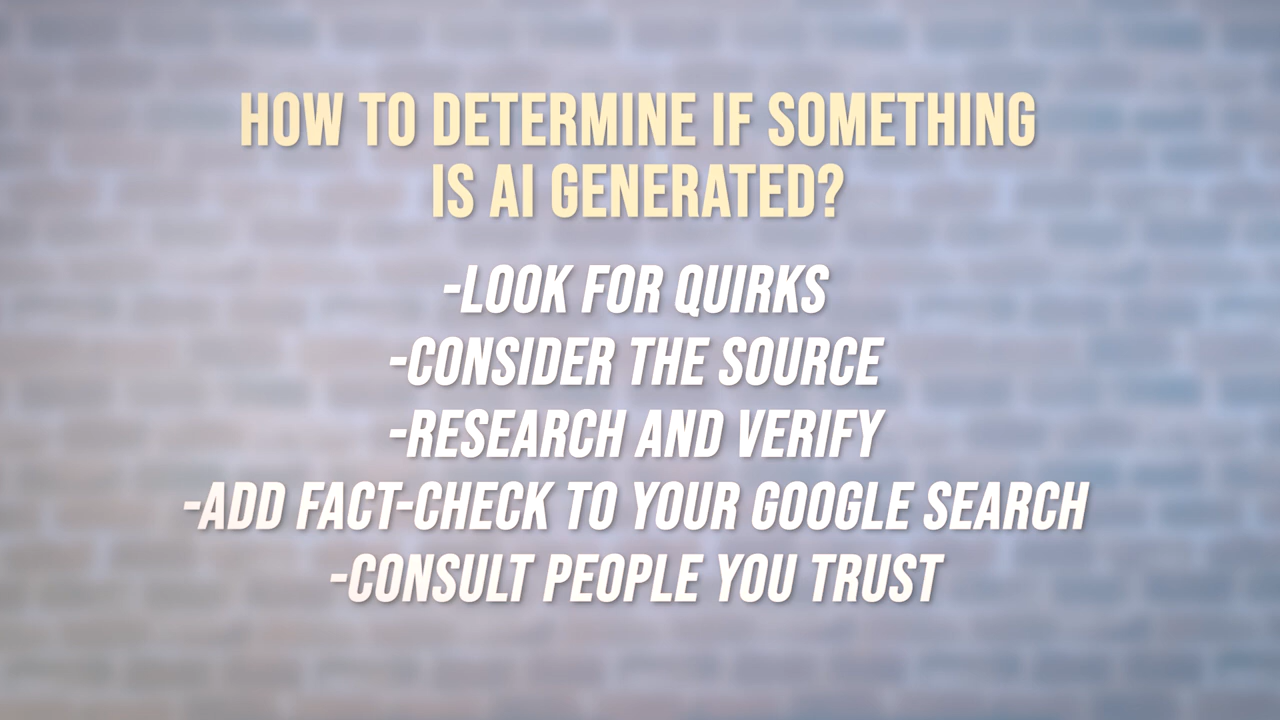 HOW TO DETERMINE IF SOMETHING
IS AI GENERATED?
-LOOK FOR QUIRKS
-CONSIDER THE SOURCE
-RESEARCH AND VERIFY
-ADD FACT-CHECK TO YOUR GOOGLE SEARCH
-CONSULT PEOPLE YOU TRUST